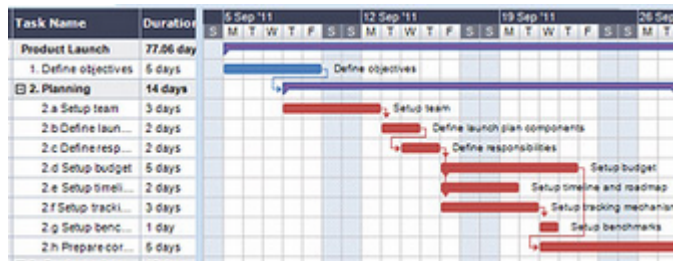 Task Name Duration 5 Sep '11 12 Sep '11 19 Sep '11 26 Sep
S M T W T F S S M T W T F S S M T W T F S S M T
Product Launch 77.06 day
1. Define objectives 5 days Define objectives
2. Planning 14 days
2.a Setup team 3 days Setup team
2.b Define laun... 2 days Define launch plan components
2.c Define resp... 2 days Define responsibilities
2.d Setup budget 5 days Setup budget
2.e Setup timeli... 2 days Setup timeline and roadmap
2.f Setup tracki... 3 days Setup tracking mechanism
2.g Setup benc... 1 day Setup benchmarks
2.h Prepare cor... 5 days